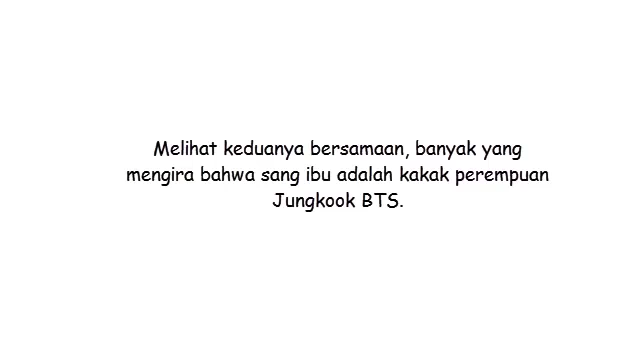 Melihat keduanya bersamaan, banyak yang
mengira bahwa sang ibu adalah kakak perempuan
Jungkook BTS.